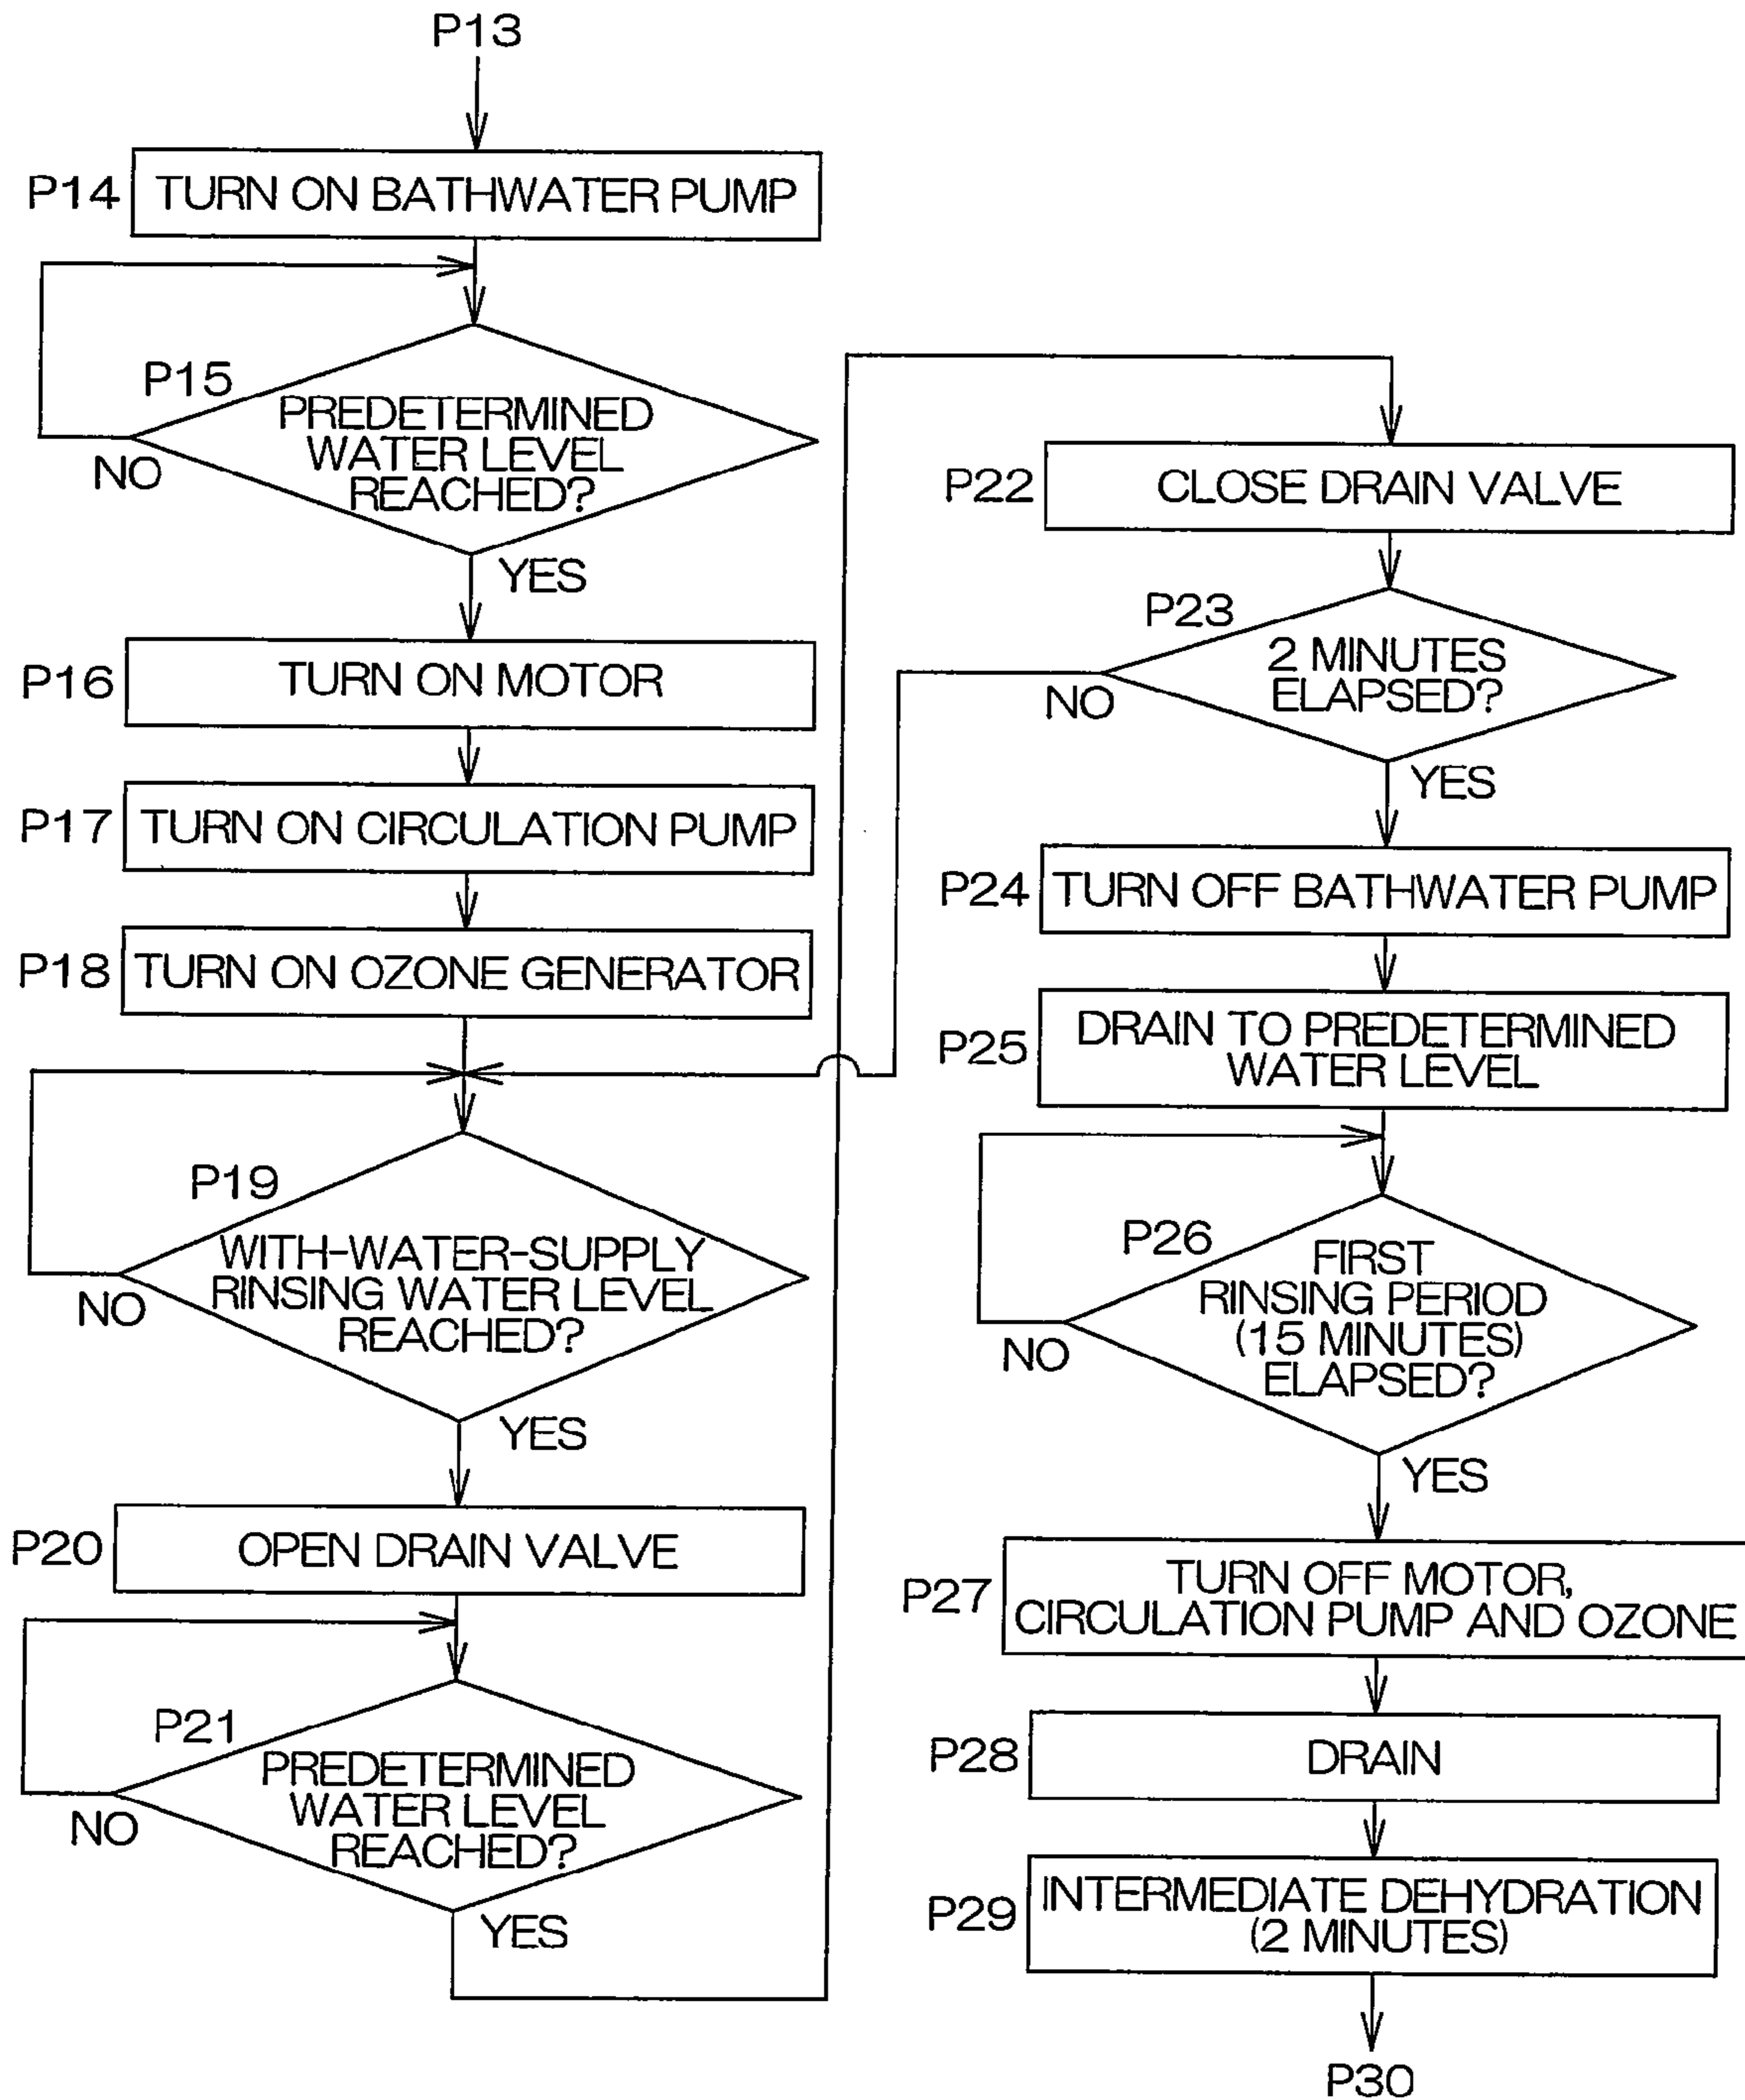 P13
P14
TURN ON BATHWATER PUMP
P15
PREDETERMINED
WATER LEVEL
REACHED?
NO
YES
P16
TURN ON MOTOR
P17
TURN ON CIRCULATION PUMP
P18
TURN ON OZONE GENERATOR
P19
WITH-WATER-SUPPLY
RINSING WATER LEVEL
REACHED?
NO
YES
P20
OPEN DRAIN VALVE
P21
PREDETERMINED
WATER LEVEL
REACHED?
NO
YES
P22
CLOSE DRAIN VALVE
P23
2 MINUTES
ELAPSED?
NO
YES
P24
TURN OFF BATHWATER PUMP
P25
DRAIN TO PREDETERMINED
WATER LEVEL
P26
FIRST
RINSING PERIOD
(15 MINUTES)
ELAPSED?
NO
YES
P27
TURN OFF MOTOR,
CIRCULATION PUMP AND OZONE
P28
DRAIN
P29
INTERMEDIATE DEHYDRATION
(2 MINUTES)
P30